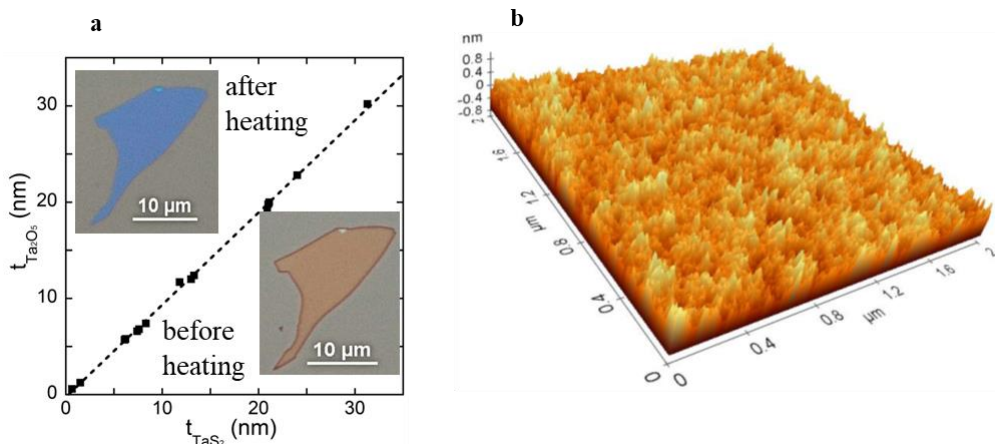 a
after
heating
10 µm
before
heating
10 µm
30
20
10
0
0 10 20 30
t Ta₂O₅ (nm)
t TaS₂ (nm)
b
nm
0.8
0.4
0
-0.4
-0.8
2
1.6
1.2
0.8
0.4
0
µm
0
0.4
0.8
1.2
1.6
2
µm